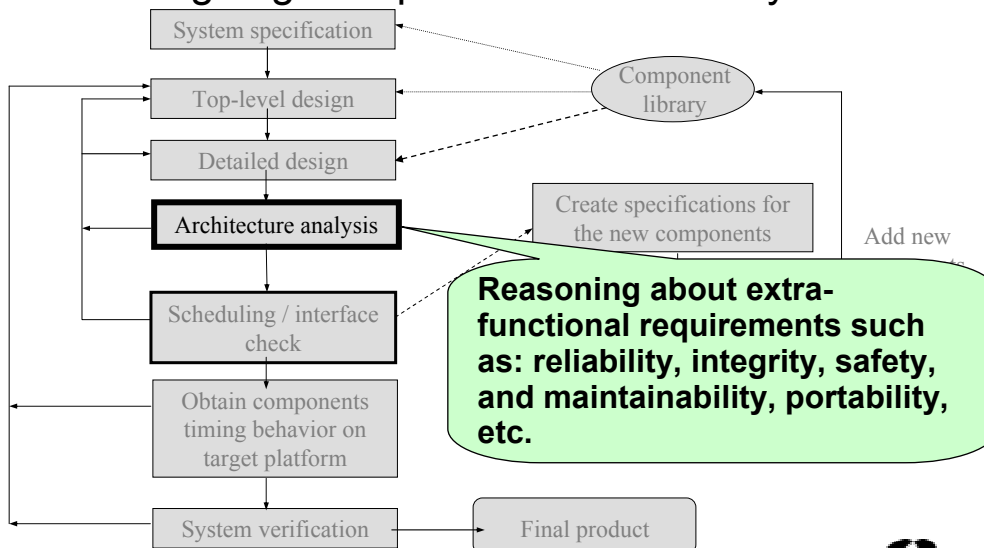 System specification
Component
library
Top-level design
Detailed design
Architecture analysis
Create specifications for
the new components
Add new
Reasoning about extra-
functional requirements such
as: reliability, integrity, safety,
and maintainability, portability,
etc.
Scheduling / interface
check
Obtain components
timing behavior on
target platform
System verification
Final product